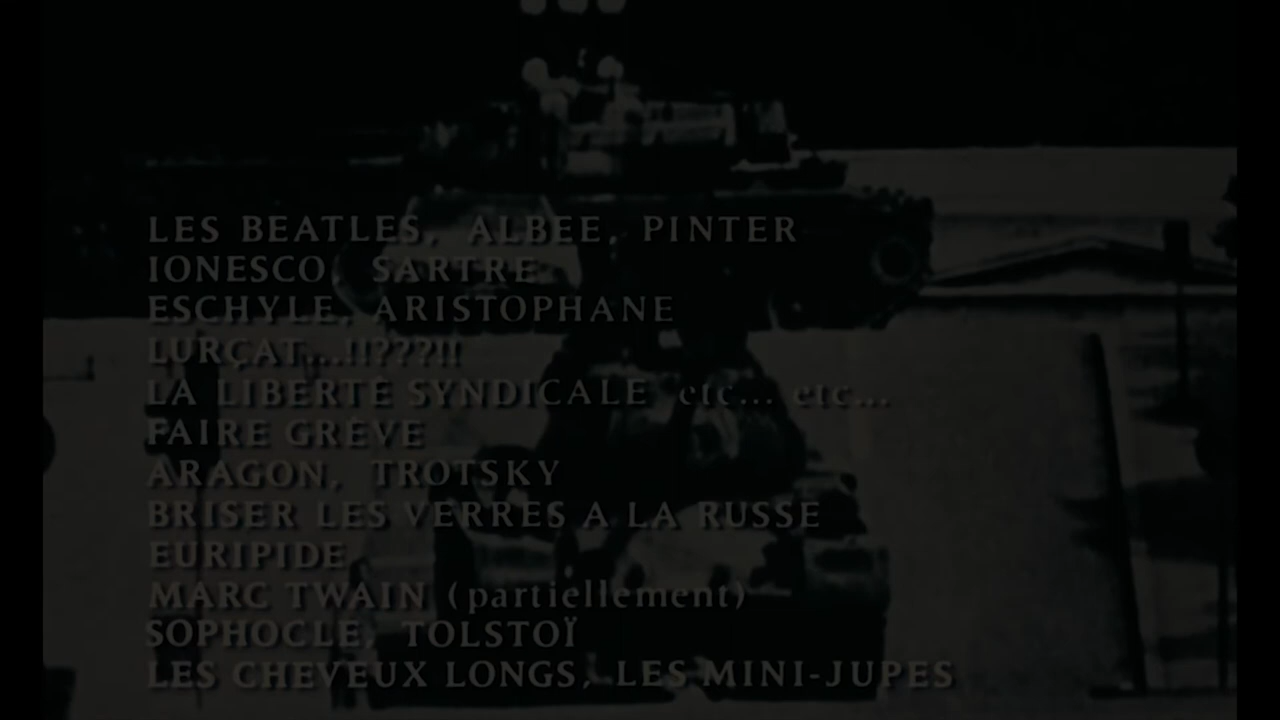 LES BEATLES, ALBEE, PINTER
IONESCO, SARTRE
ESCHYLE, ARISTOPHANE
LURÇAT...!!???!!
LA LIBERTÉ SYNDICALE etc... etc...
FAIRE GRÈVE
ARAGON, TROTSKY
BRISER LES VERRES A LA RUSSE
EURIPIDE
MARC TWAIN (partiellement)
SOPHOCLE, TOLSTOÏ
LES CHEVEUX LONGS, LES MINI-JUPES